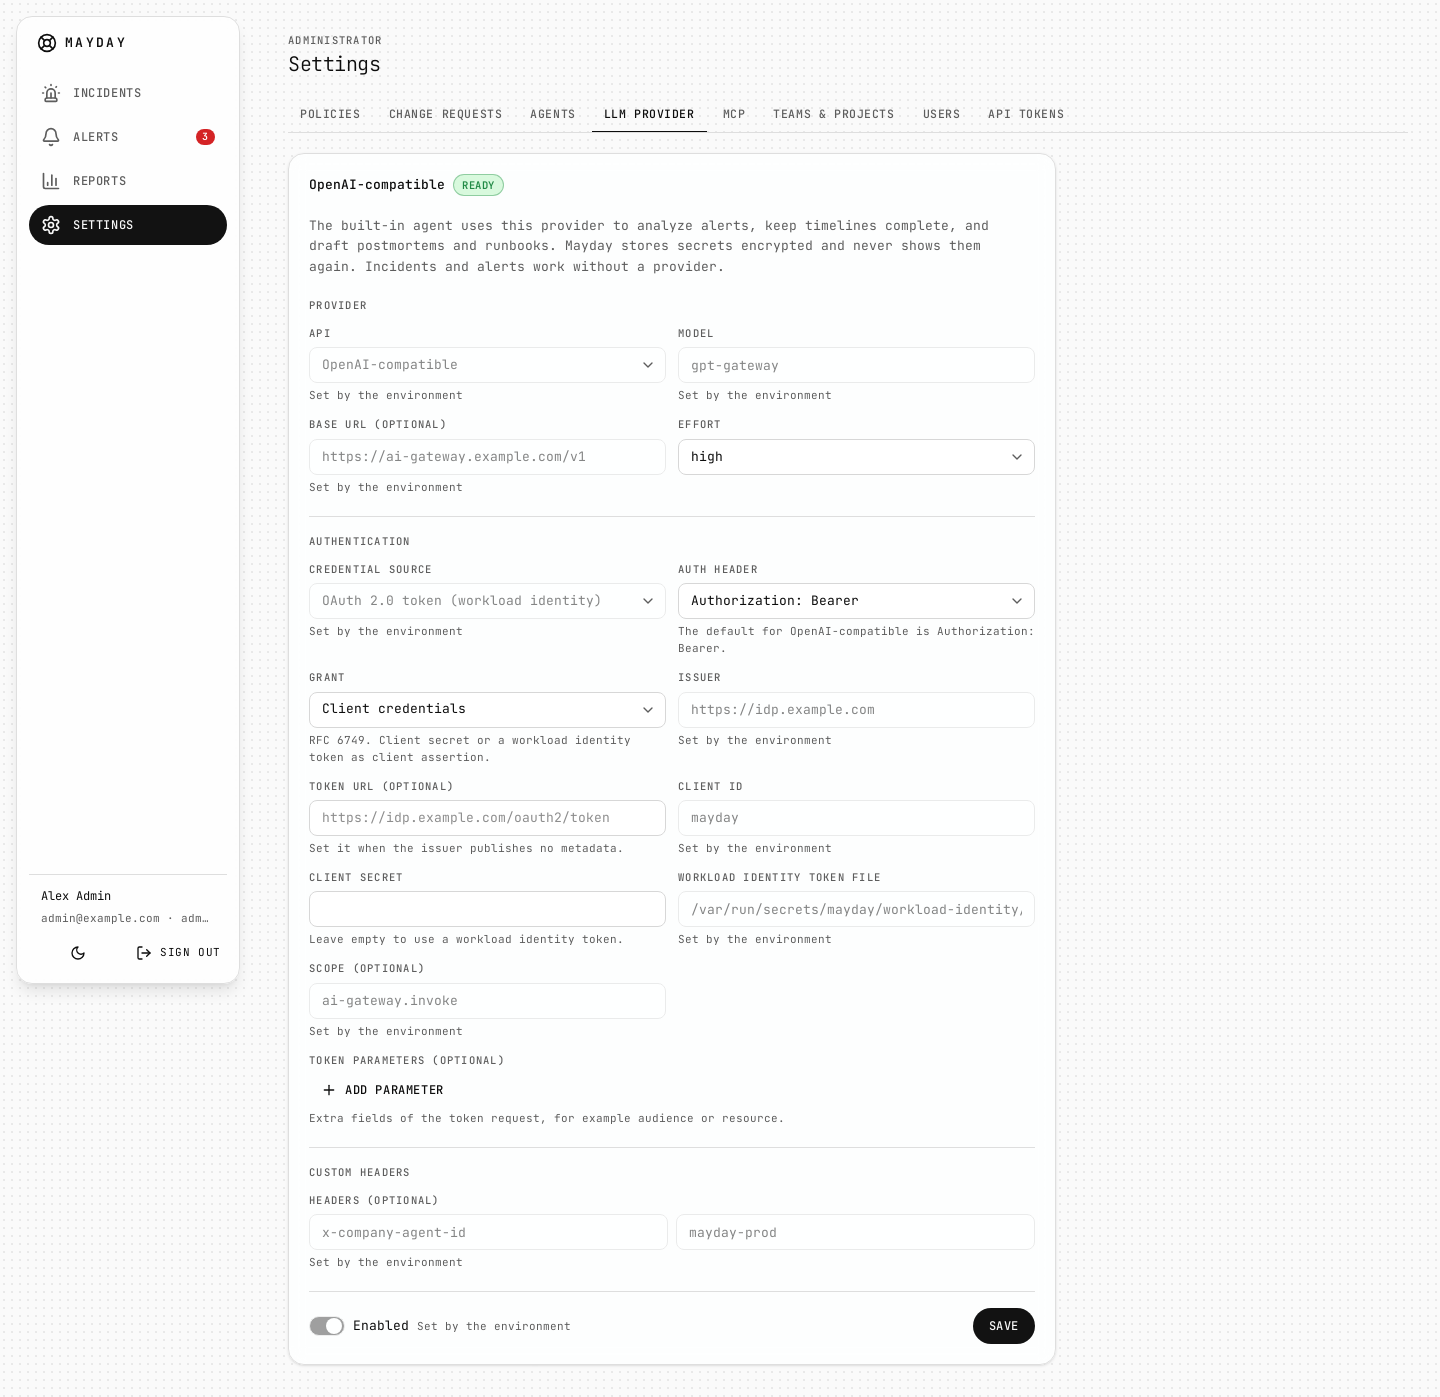 MAYDAY
INCIDENTS
ALERTS
3
REPORTS
SETTINGS
Alex Admin
admin@example.com · adm…
SIGN OUT
ADMINISTRATOR
Settings
POLICIES
CHANGE REQUESTS
AGENTS
LLM PROVIDER
MCP
TEAMS & PROJECTS
USERS
API TOKENS
OpenAI-compatible
READY
The built-in agent uses this provider to analyze alerts, keep timelines complete, and
draft postmortems and runbooks. Mayday stores secrets encrypted and never shows them
again. Incidents and alerts work without a provider.
PROVIDER
API
OpenAI-compatible
Set by the environment
MODEL
gpt-gateway
Set by the environment
BASE URL (OPTIONAL)
https://ai-gateway.example.com/v1
Set by the environment
EFFORT
high
AUTHENTICATION
CREDENTIAL SOURCE
OAuth 2.0 token (workload identity)
Set by the environment
AUTH HEADER
Authorization: Bearer
The default for OpenAI-compatible is Authorization:
Bearer.
GRANT
Client credentials
RFC 6749. Client secret or a workload identity
token as client assertion.
ISSUER
https://idp.example.com
Set by the environment
TOKEN URL (OPTIONAL)
https://idp.example.com/oauth2/token
Set it when the issuer publishes no metadata.
CLIENT ID
mayday
Set by the environment
CLIENT SECRET
Leave empty to use a workload identity token.
WORKLOAD IDENTITY TOKEN FILE
/var/run/secrets/mayday/workload-identity/
Set by the environment
SCOPE (OPTIONAL)
ai-gateway.invoke
Set by the environment
TOKEN PARAMETERS (OPTIONAL)
ADD PARAMETER
Extra fields of the token request, for example audience or resource.
CUSTOM HEADERS
HEADERS (OPTIONAL)
x-company-agent-id
mayday-prod
Set by the environment
Enabled
Set by the environment
SAVE